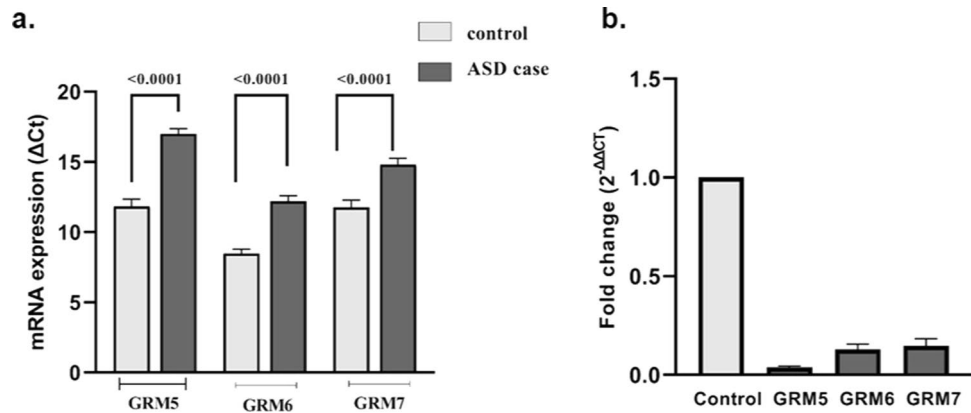 a.
control
ASD case
<0.0001 <0.0001 <0.0001
mRNA expression (ΔCt)
20
15
10
5
0
GRM5 GRM6 GRM7
b.
Fold change (2^-ΔΔCT)
1.5
1.0
0.5
0.0
Control GRM5 GRM6 GRM7